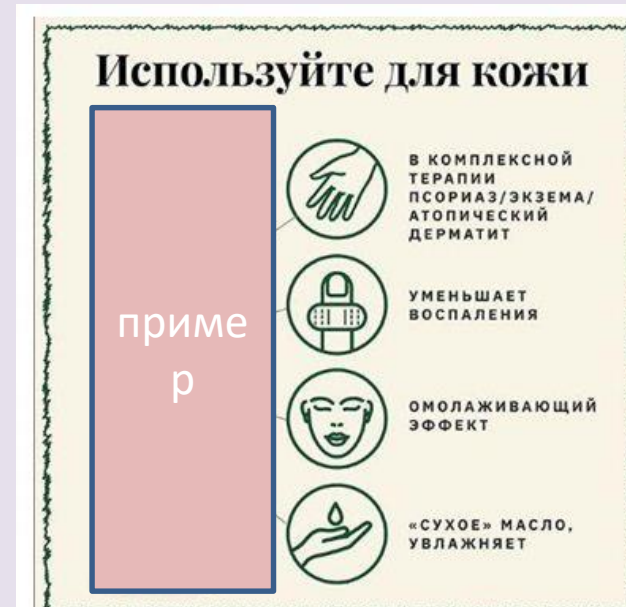 Используйте для кожи
приме
р
В КОМПЛЕКСНОЙ
ТЕРАПИИ
ПСОРИАЗ/ЭКЗЕМА/
АТОПИЧЕСКИЙ
ДЕРМАТИТ
УМЕНЬШАЕТ
ВОСПАЛЕНИЯ
ОМОЛАЖИВАЮЩИЙ
ЭФФЕКТ
«СУХОЕ» МАСЛО,
УВЛАЖНЯЕТ